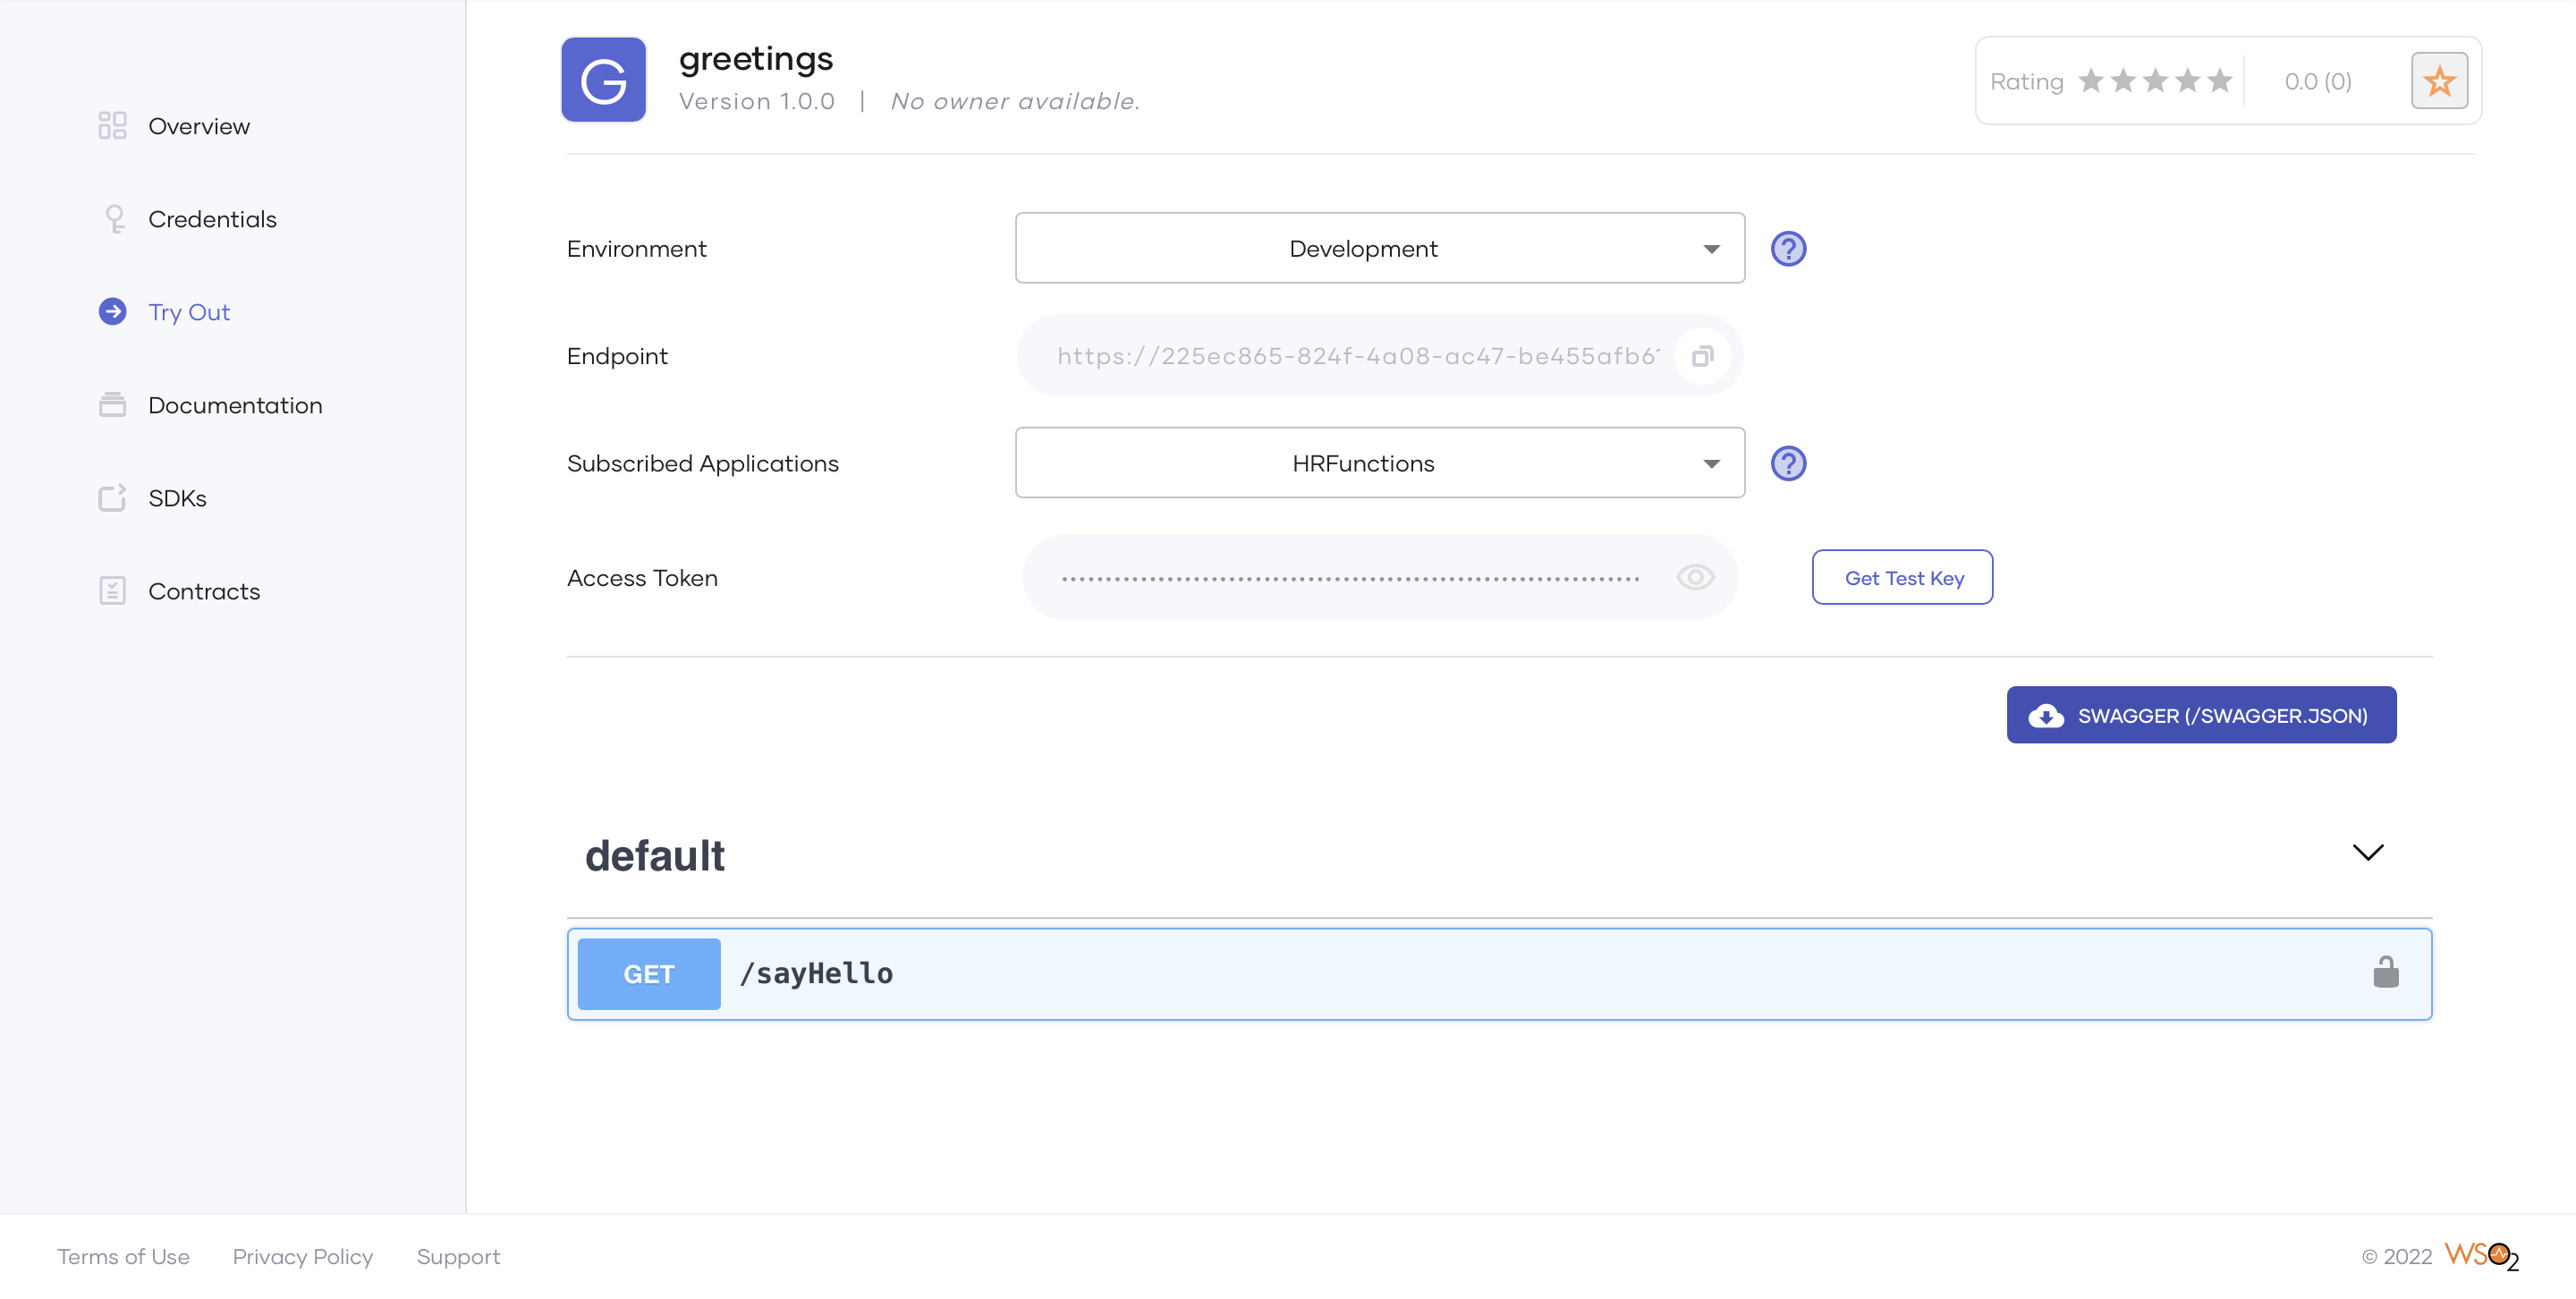 G
greetings
Version 1.0.0 | No owner available.
Rating 0.0 (0)
Overview
Credentials
Try Out
Documentation
SDKs
Contracts
Environment Development ?
Endpoint https://225ec865-824f-4a08-ac47-be455afb6
Subscribed Applications HRFunctions ?
Access Token Get Test Key
SWAGGER (/SWAGGER.JSON)
default
GET /sayHello
Terms of Use Privacy Policy Support
© 2022 WSO2